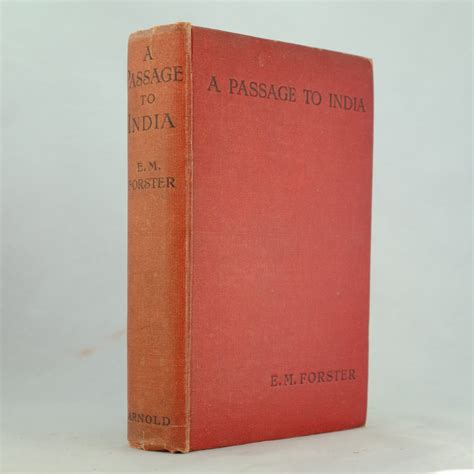 A
PASSAGE
TO
INDIA
E.M.
FORSTER
ARNOLD
A PASSAGE TO INDIA
E.M.FORSTER